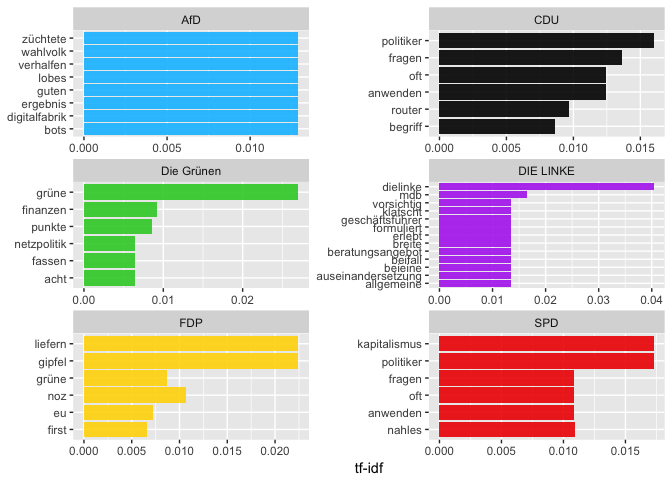 AfD
züchtete
wahlvolk
verhalfen
lobes
guten
ergebnis
digitalfabrik
bots
0.000 0.005 0.010
CDU
politiker
fragen
oft
anwenden
router
begriff
0.000 0.005 0.010 0.015
Die Grünen
grüne
finanzen
punkte
netzpolitik
fassen
acht
0.00 0.01 0.02
DIE LINKE
dielinke
mdb
vorsichtig
klatscht
geschäftsführer
formuliert
erlebt
breite
beratungsangebot
beifall
beieine
auseinandersetzung
allgemeine
0.00 0.01 0.02 0.03 0.04
FDP
liefern
gipfel
grüne
noz
eu
first
0.000 0.005 0.010 0.015 0.020
SPD
kapitalismus
politiker
fragen
oft
anwenden
nahles
0.000 0.005 0.010 0.015
tf-idf